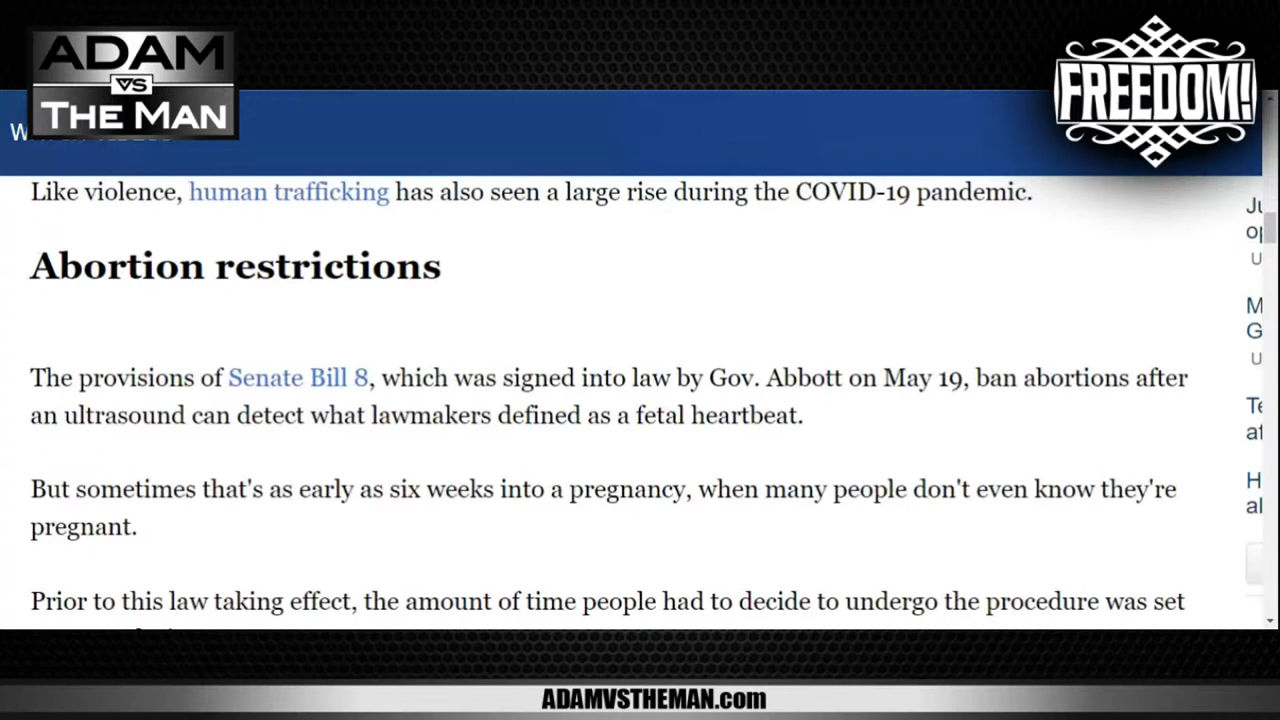 ADAM
VS
THE MAN
FREEDOM!
Like violence, human trafficking has also seen a large rise during the COVID-19 pandemic.
Abortion restrictions
The provisions of Senate Bill 8, which was signed into law by Gov. Abbott on May 19, ban abortions after
an ultrasound can detect what lawmakers defined as a fetal heartbeat.
But sometimes that's as early as six weeks into a pregnancy, when many people don't even know they're
pregnant.
Prior to this law taking effect, the amount of time people had to decide to undergo the procedure was set
ADAMVSTHEMAN.com